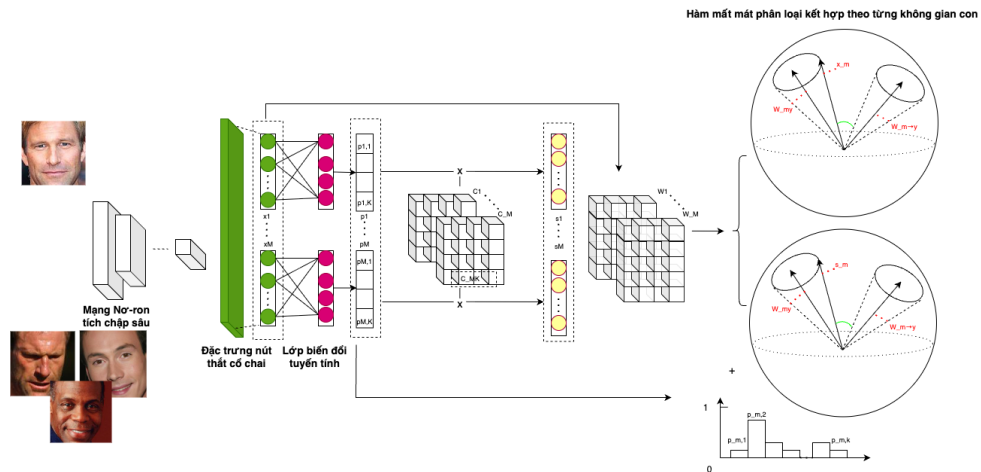 Hàm mất mát phân loại kết hợp theo từng không gian con
x_m
W_my
W_m¬y
C1
C_M
C_MK
W1
W_M
x
x
p1,1
p1,K
x1
p1
s1
xM
pM
sM
pM,1
pM,K
Mạng Nơ-ron
tích chập sâu
Đặc trưng nút
thắt cổ chai
Lớp biến đổi
tuyến tính
s_m
W_my
W_m¬y
+
1
p_m,1
p_m,2
p_m,k
0